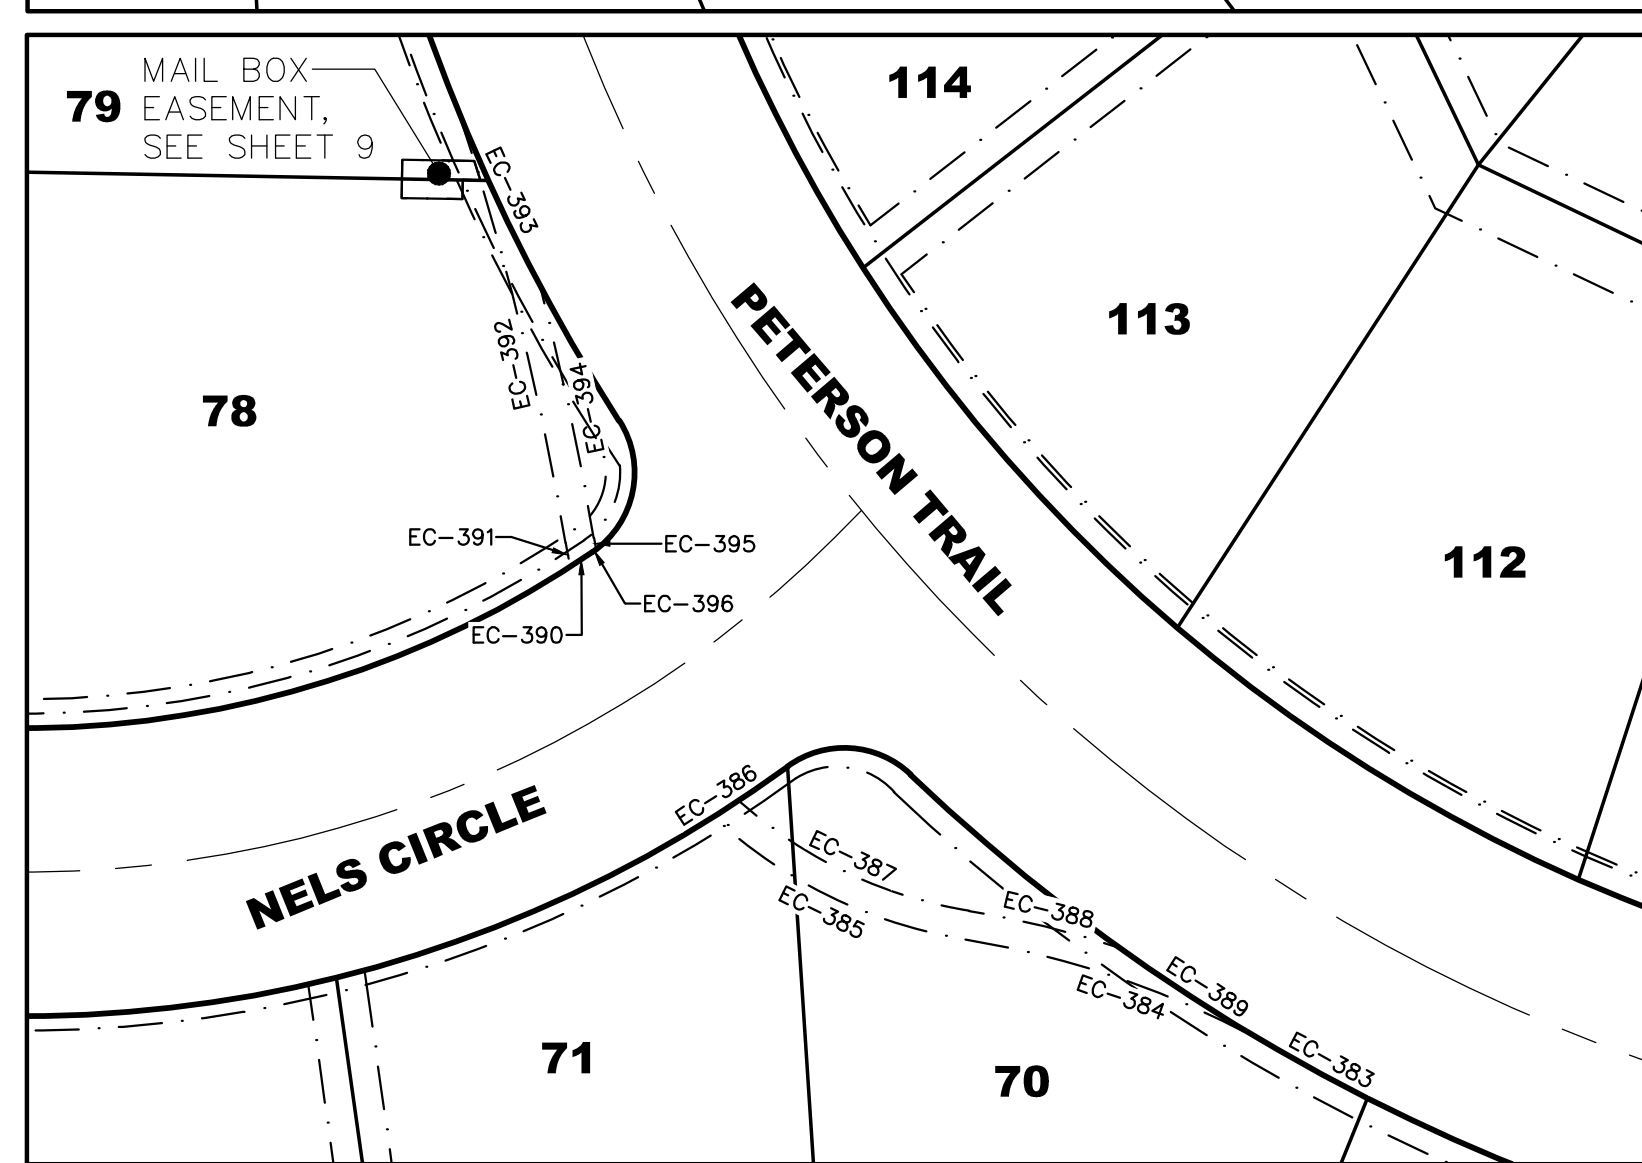 79
MAIL BOX
EASEMENT,
SEE SHEET 9
114
EC-393
113
PETERSON TRAIL
EC-392
EC-394
78
EC-391
EC-395
112
EC-396
EC-390
EC-386
NELS CIRCLE
EC-387
EC-385
EC-388
EC-384
EC-389
EC-383
71
70